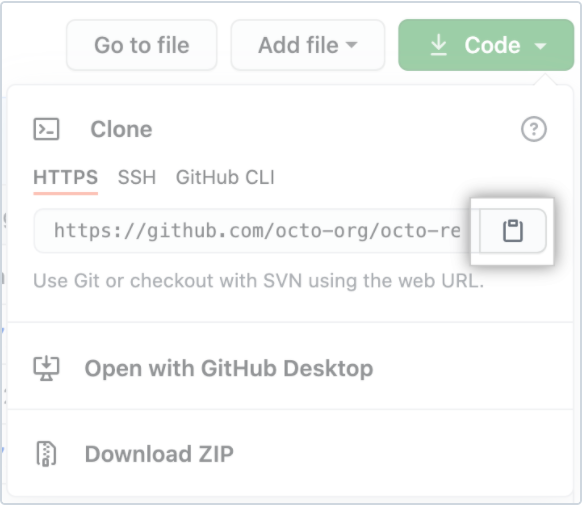 Go to file
Add file
Code
Clone
HTTPS SSH GitHub CLI
https://github.com/octo-org/octo-re
Use Git or checkout with SVN using the web URL.
Open with GitHub Desktop
Download ZIP